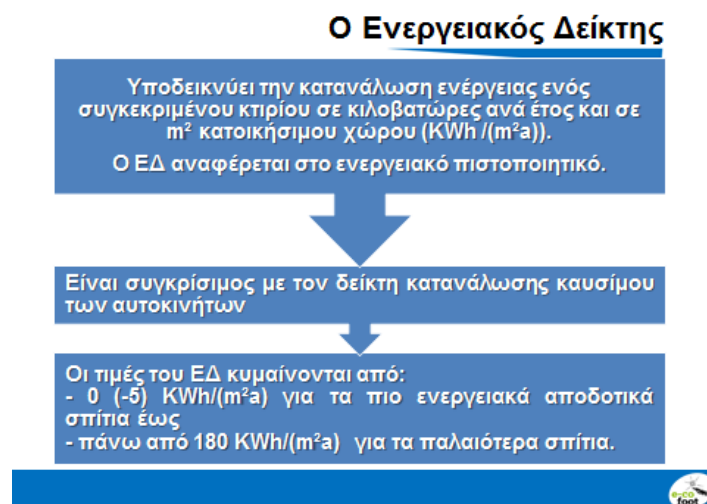 Ο Ενεργειακός Δείκτης
Υποδεικνύει την κατανάλωση ενέργειας ενός
συγκεκριμένου κτιρίου σε κιλοβατώρες ανά έτος και σε
m² κατοικήσιμου χώρου (KWh /(m²a)).
Ο ΕΔ αναφέρεται στο ενεργειακό πιστοποιητικό.
Είναι συγκρίσιμος με τον δείκτη κατανάλωσης καυσίμου
των αυτοκινήτων
Οι τιμές του ΕΔ κυμαίνονται από:
- 0 (-5) KWh/(m²a) για τα πιο ενεργειακά αποδοτικά
σπίτια έως
- πάνω από 180 KWh/(m²a) για τα παλαιότερα σπίτια.
e-co
foot